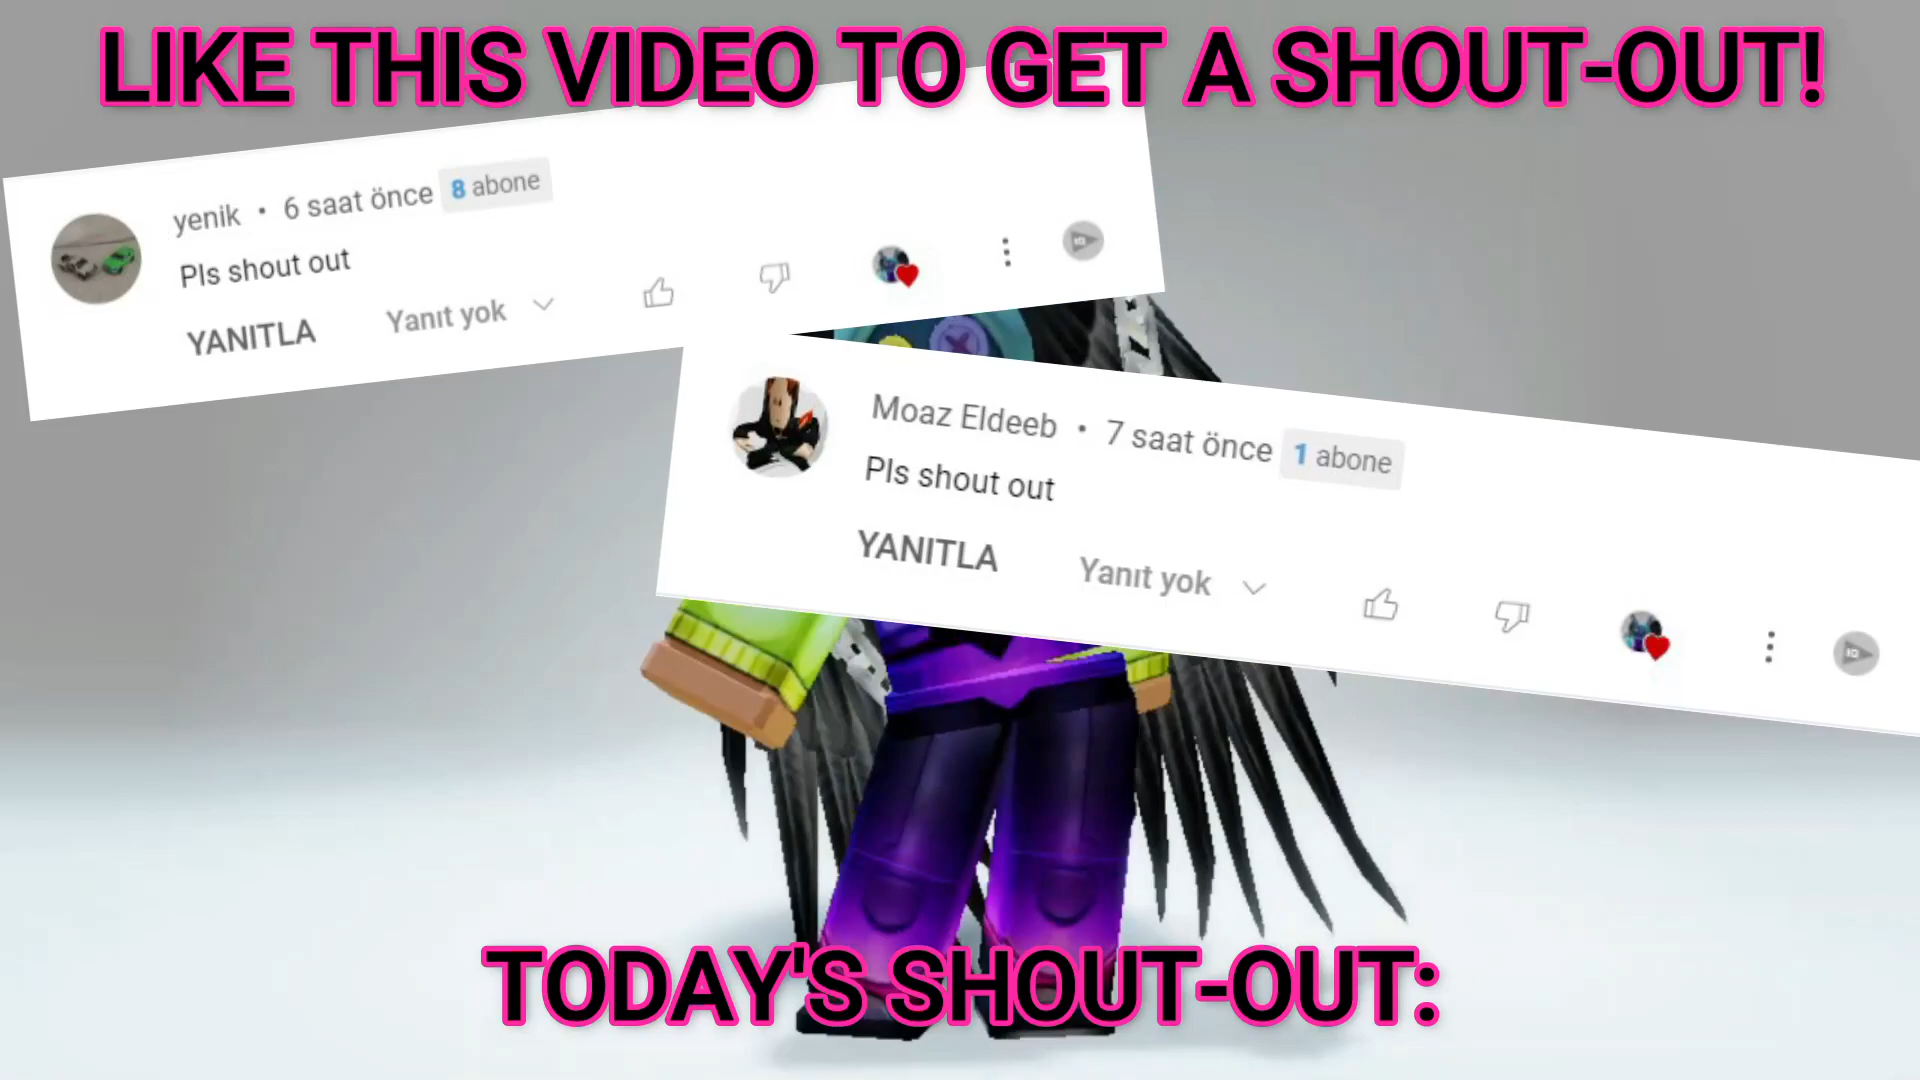 LIKE THIS VIDEO TO GET A SHOUT-OUT!
yenik • 6 saat önce 8 abone
Pls shout out
YANITLA Yanıt yok
Moaz Eldeeb • 7 saat önce 1 abone
Pls shout out
YANITLA Yanıt yok
TODAY'S SHOUT-OUT: